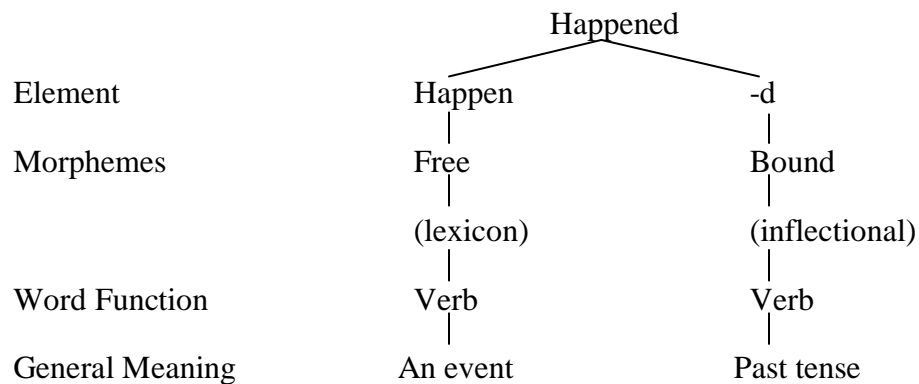 Happened
Element Happen -d
Morphemes Free Bound
(lexicon) (inflectional)
Word Function Verb Verb
General Meaning An event Past tense